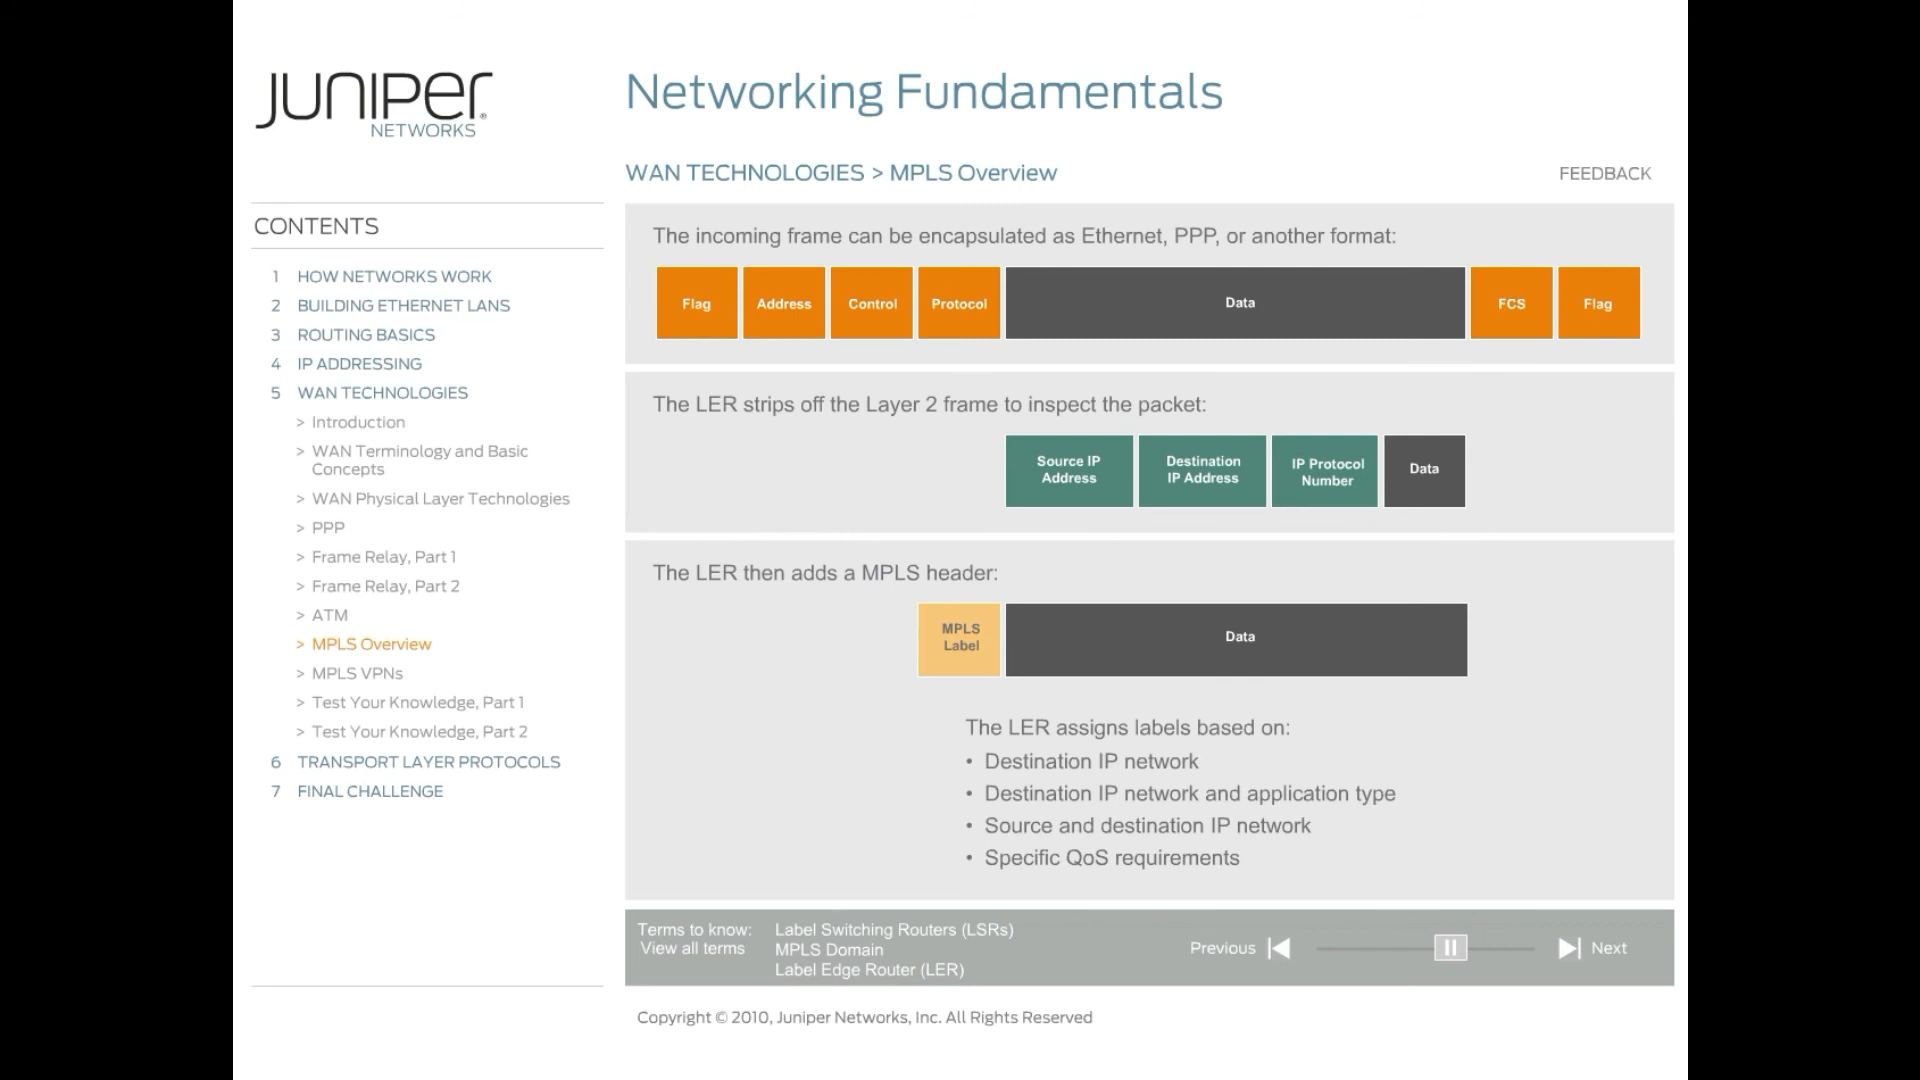 JUNIPER
NETWORKS
Networking Fundamentals
WAN TECHNOLOGIES > MPLS Overview
FEEDBACK
CONTENTS
1 HOW NETWORKS WORK
2 BUILDING ETHERNET LANS
3 ROUTING BASICS
4 IP ADDRESSING
5 WAN TECHNOLOGIES
> Introduction
> WAN Terminology and Basic
Concepts
> WAN Physical Layer Technologies
> PPP
> Frame Relay, Part 1
> Frame Relay, Part 2
> ATM
> MPLS Overview
> MPLS VPNs
> Test Your Knowledge, Part 1
> Test Your Knowledge, Part 2
6 TRANSPORT LAYER PROTOCOLS
7 FINAL CHALLENGE
The incoming frame can be encapsulated as Ethernet, PPP, or another format:
Flag Address Control Protocol Data FCS Flag
The LER strips off the Layer 2 frame to inspect the packet:
Source IP
Address
Destination
IP Address
IP Protocol
Number
Data
The LER then adds a MPLS header:
MPLS
Label
Data
The LER assigns labels based on:
• Destination IP network
• Destination IP network and application type
• Source and destination IP network
• Specific QoS requirements
Terms to know:
View all terms
Label Switching Routers (LSRs)
MPLS Domain
Label Edge Router (LER)
Previous
Next
Copyright © 2010, Juniper Networks, Inc. All Rights Reserved